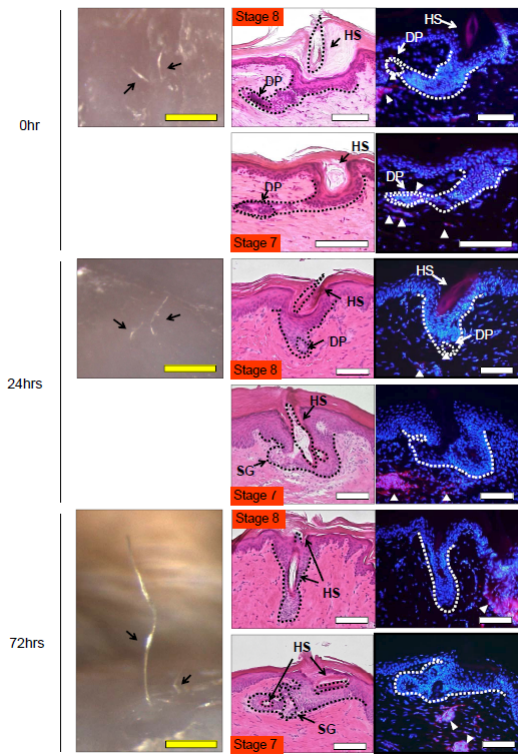 Stage 8
HS
DP
HS
DP
0hr
HS
DP
Stage 7
DP
HS
DP
Stage 8
HS
DP
24hrs
HS
SG
Stage 7
Stage 8
HS
72hrs
HS
SG
Stage 7